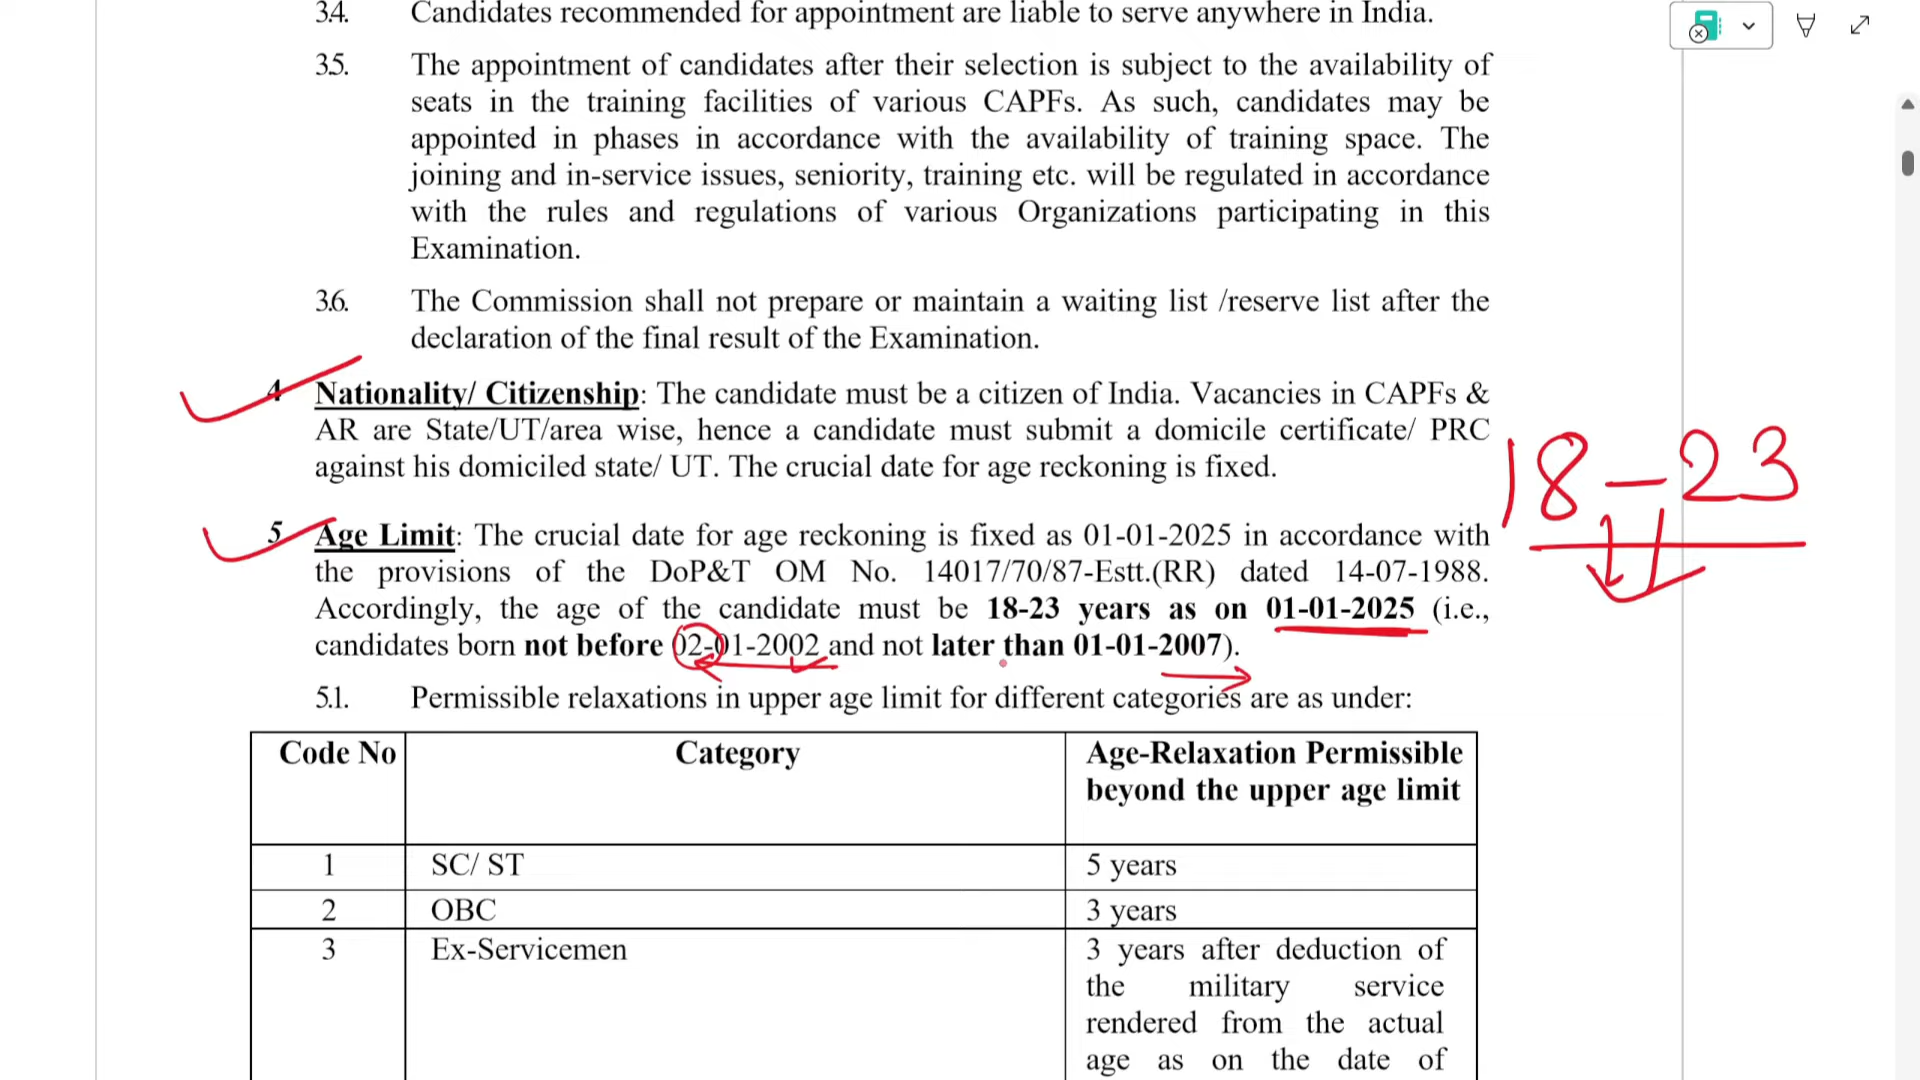 3.4. Candidates recommended for appointment are liable to serve anywhere in India.
3.5. The appointment of candidates after their selection is subject to the availability of
seats in the training facilities of various CAPFs. As such, candidates may be
appointed in phases in accordance with the availability of training space. The
joining and in-service issues, seniority, training etc. will be regulated in accordance
with the rules and regulations of various Organizations participating in this
Examination.
3.6. The Commission shall not prepare or maintain a waiting list /reserve list after the
declaration of the final result of the Examination.
4 Nationality/ Citizenship: The candidate must be a citizen of India. Vacancies in CAPFs &
AR are State/UT/area wise, hence a candidate must submit a domicile certificate/ PRC
against his domiciled state/ UT. The crucial date for age reckoning is fixed.
18-23
5 Age Limit: The crucial date for age reckoning is fixed as 01-01-2025 in accordance with
the provisions of the DoP&T OM No. 14017/70/87-Estt.(RR) dated 14-07-1988.
Accordingly, the age of the candidate must be 18-23 years as on 01-01-2025 (i.e.,
candidates born not before 02-01-2002 and not later than 01-01-2007).
5.1. Permissible relaxations in upper age limit for different categories are as under:
Code No Category Age-Relaxation Permissible
beyond the upper age limit
1 SC/ ST 5 years
2 OBC 3 years
3 Ex-Servicemen 3 years after deduction of
the military service
rendered from the actual
age as on the date of